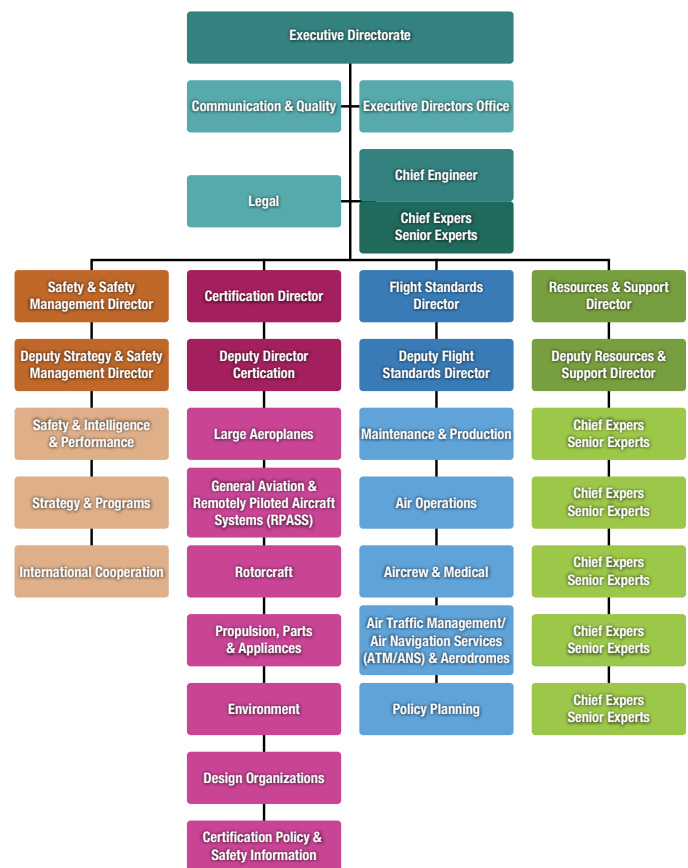 Executive Directorate
Communication & Quality
Executive Directors Office
Legal
Chief Engineer
Chief Expers
Senior Experts
Safety & Safety
Management Director
Deputy Strategy & Safety
Management Director
Safety & Intelligence
& Performance
Strategy & Programs
International Cooperation
Certification Director
Deputy Director
Certication
Large Aeroplanes
General Aviation &
Remotely Piloted Aircraft
Systems (RPASS)
Rotorcraft
Propulsion, Parts
& Appliances
Environment
Design Organizations
Certification Policy &
Safety Information
Flight Standards
Director
Deputy Flight
Standards Director
Maintenance & Production
Air Operations
Aircrew & Medical
Air Traffic Management/
Air Navigation Services
(ATM/ANS) & Aerodromes
Policy Planning
Resources & Support
Director
Deputy Resources &
Support Director
Chief Expers
Senior Experts
Chief Expers
Senior Experts
Chief Expers
Senior Experts
Chief Expers
Senior Experts
Chief Expers
Senior Experts